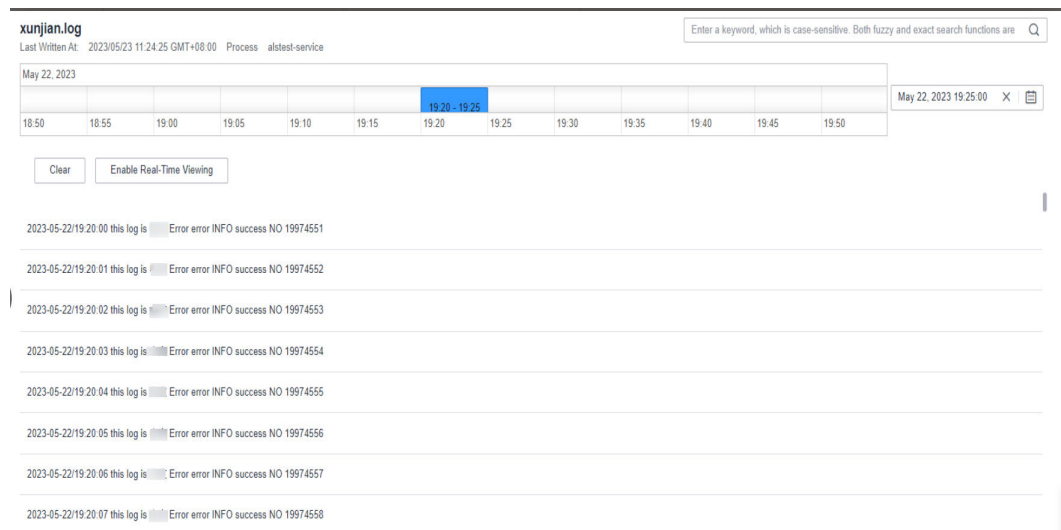 xunjian.log
Enter a keyword, which is case-sensitive. Both fuzzy and exact search functions are
Last Written At: 2023/05/23 11:24:25 GMT+08:00 Process alstest-service
May 22, 2023
19:20 - 19:25
May 22, 2023 19:25:00
18:50 18:55 19:00 19:05 19:10 19:15 19:20 19:25 19:30 19:35 19:40 19:45 19:50
Clear Enable Real-Time Viewing
2023-05-22/19:20:00 this log is Error error INFO success NO 19974551
2023-05-22/19:20:01 this log is Error error INFO success NO 19974552
2023-05-22/19:20:02 this log is Error error INFO success NO 19974553
2023-05-22/19:20:03 this log is Error error INFO success NO 19974554
2023-05-22/19:20:04 this log is Error error INFO success NO 19974555
2023-05-22/19:20:05 this log is Error error INFO success NO 19974556
2023-05-22/19:20:06 this log is Error error INFO success NO 19974557
2023-05-22/19:20:07 this log is Error error INFO success NO 19974558